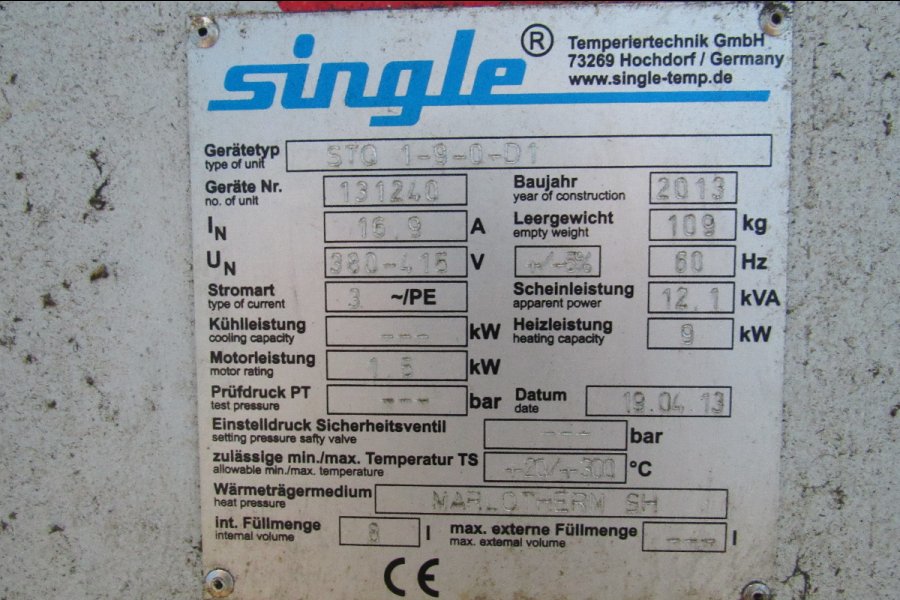 single® Temperiertechnik GmbH
73269 Hochdorf / Germany
www.single-temp.de
Gerätetyp STO 1-9-0-D1
type of unit
Geräte Nr. 131240 Baujahr 2013
no. of unit year of construction
IN 16.9 A Leergewicht 109 kg
empty weight
UN 380-415 V +/-5% 60 Hz
Stromart 3 ~/PE Scheinleistung 12.1 kVA
type of current apparent power
Kühlleistung --- kW Heizleistung 9 kW
cooling capacity heating capacity
Motorleistung kW
motor rating
Prüfdruck PT --- bar Datum 19.04.13
test pressure date
Einstelldruck Sicherheitsventil --- bar
setting pressure safty valve
zulässige min./max. Temperatur TS +20/+300 °C
allowable min./max. temperature
Wärmeträgermedium MARLOTHERM SH
heat pressure
int. Füllmenge l max. externe Füllmenge --- l
internal volume max. external volume
CE